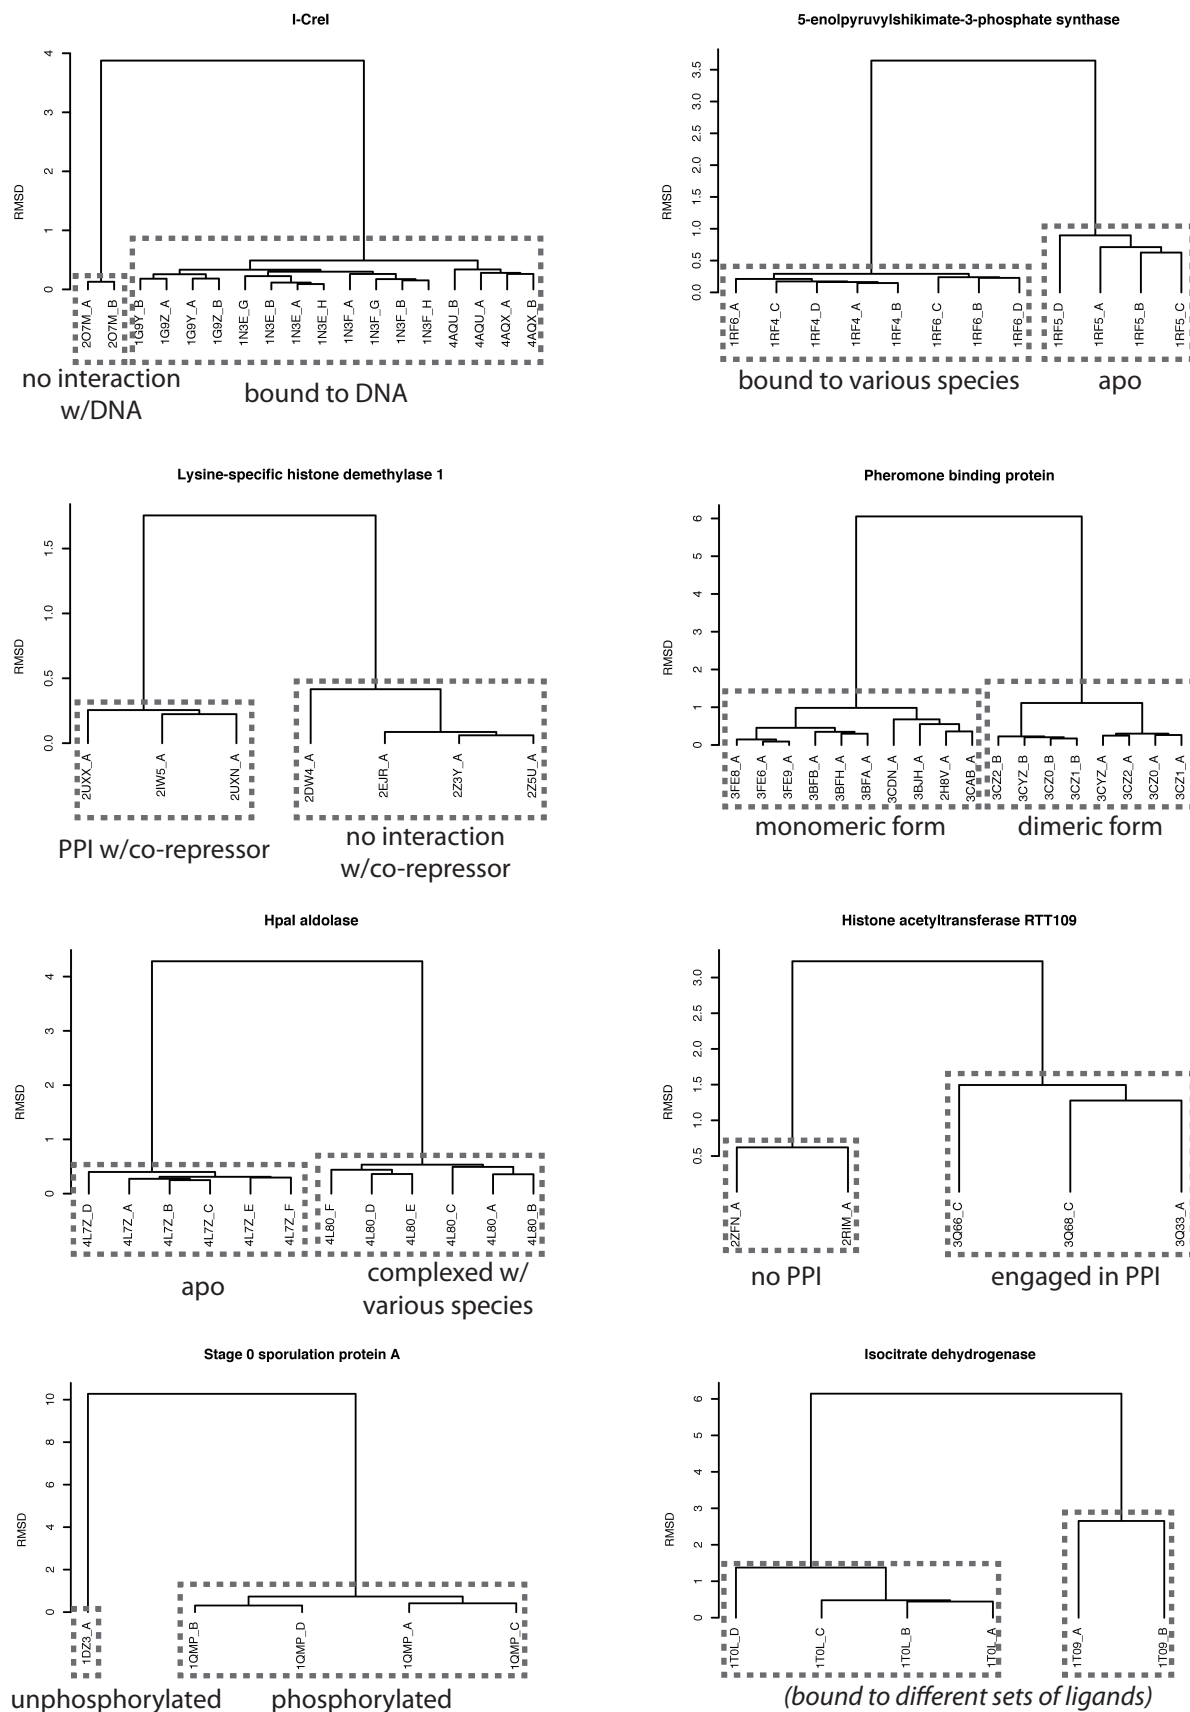 I-CreI
RMSD
4
3
2
1
0
2O7M_A
2O7M_B
1G9Y_B
1G9Z_A
1G9Y_A
1G9Z_B
1N3E_G
1N3E_B
1N3E_A
1N3E_H
1N3F_A
1N3F_G
1N3F_B
1N3F_H
4AQU_B
4AQU_A
4AQX_A
4AQX_B
no interaction
w/DNA
bound to DNA
5-enolpyruvylshikimate-3-phosphate synthase
RMSD
3.5
3.0
2.5
2.0
1.5
1.0
0.5
0.0
1RF6_A
1RF4_C
1RF4_D
1RF4_A
1RF4_B
1RF6_C
1RF6_B
1RF6_D
1RF5_D
1RF5_A
1RF5_B
1RF5_C
bound to various species
apo
Lysine-specific histone demethylase 1
RMSD
1.5
1.0
0.5
0.0
2UXX_A
2IW5_A
2UXN_A
2DW4_A
2EJR_A
2Z3Y_A
2Z5U_A
PPI w/co-repressor
no interaction
w/co-repressor
Pheromone binding protein
RMSD
6
5
4
3
2
1
0
3FE8_A
3FE6_A
3FE9_A
3BFB_A
3BFH_A
3BFA_A
3CDN_A
3BJH_A
2H8V_A
3CAB_A
3CZ2_B
3CYZ_B
3CZ0_B
3CZ1_B
3CYZ_A
3CZ2_A
3CZ0_A
3CZ1_A
monomeric form
dimeric form
HpaI aldolase
RMSD
4
3
2
1
0
4L7Z_D
4L7Z_A
4L7Z_B
4L7Z_C
4L7Z_E
4L7Z_F
4L80_F
4L80_D
4L80_E
4L80_C
4L80_A
4L80_B
apo
complexed w/
various species
Histone acetyltransferase RTT109
RMSD
3.0
2.5
2.0
1.5
1.0
0.5
2ZFN_A
2RIM_A
3Q66_C
3Q68_C
3Q33_A
no PPI
engaged in PPI
Stage 0 sporulation protein A
RMSD
10
8
6
4
2
0
1DZ3_A
1QMP_B
1QMP_D
1QMP_A
1QMP_C
unphosphorylated
phosphorylated
Isocitrate dehydrogenase
RMSD
6
5
4
3
2
1
0
1T0L_D
1T0L_C
1T0L_B
1T0L_A
1T09_A
1T09_B
(bound to different sets of ligands)